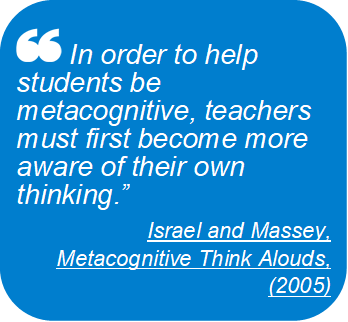 “ In order to help
students be
metacognitive, teachers
must first become more
aware of their own
thinking.”
Israel and Massey,
Metacognitive Think Alouds,
(2005)